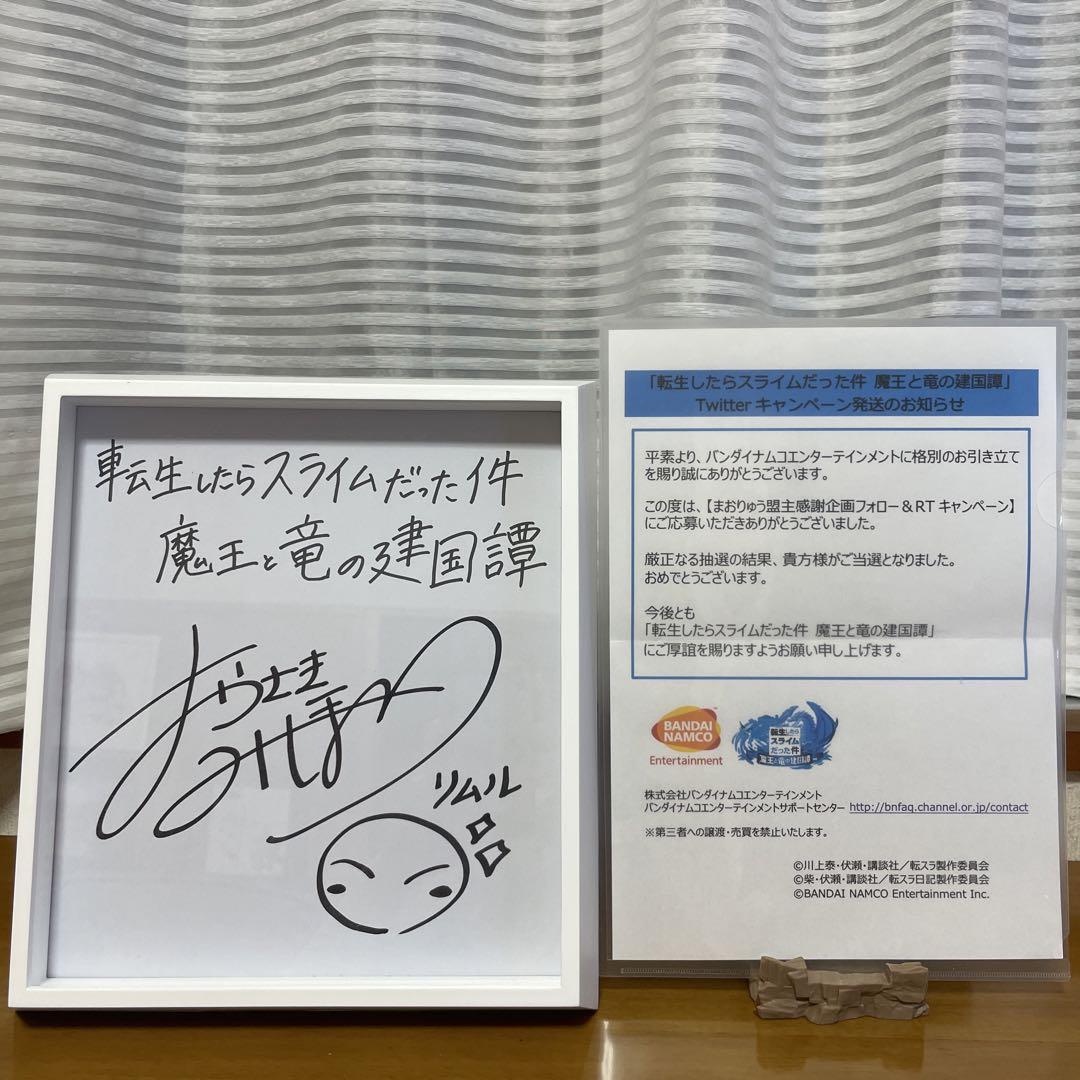 転生したらスライムだった件
魔王と竜の建国譚
リムル
「転生したらスライムだった件 魔王と竜の建国譚」
Twitter キャンペーン発送のお知らせ
平素より、バンダイナムコエンターテインメントに格別のお引き立て
を賜り誠にありがとうございます。
この度は、【まおりゅう盟主感謝企画フォロー＆RT キャンペーン】
にご応募いただきありがとうございました。
厳正なる抽選の結果、貴方様がご当選となりました。
おめでとうございます。
今後とも
「転生したらスライムだった件 魔王と竜の建国譚」
にご厚誼を賜りますようお願い申し上げます。
BANDAI
NAMCO
Entertainment
転生したら
スライム
だった件
魔王と竜の建国譚
株式会社バンダイナムコエンターテインメント
バンダイナムコエンターテインメントサポートセンター http://bnfaq.channel.or.jp/contact
※第三者への譲渡・売買を禁止いたします。
©川上泰・伏瀬・講談社／転スラ製作委員会
©柴・伏瀬・講談社／転スラ日記製作委員会
©BANDAI NAMCO Entertainment Inc.